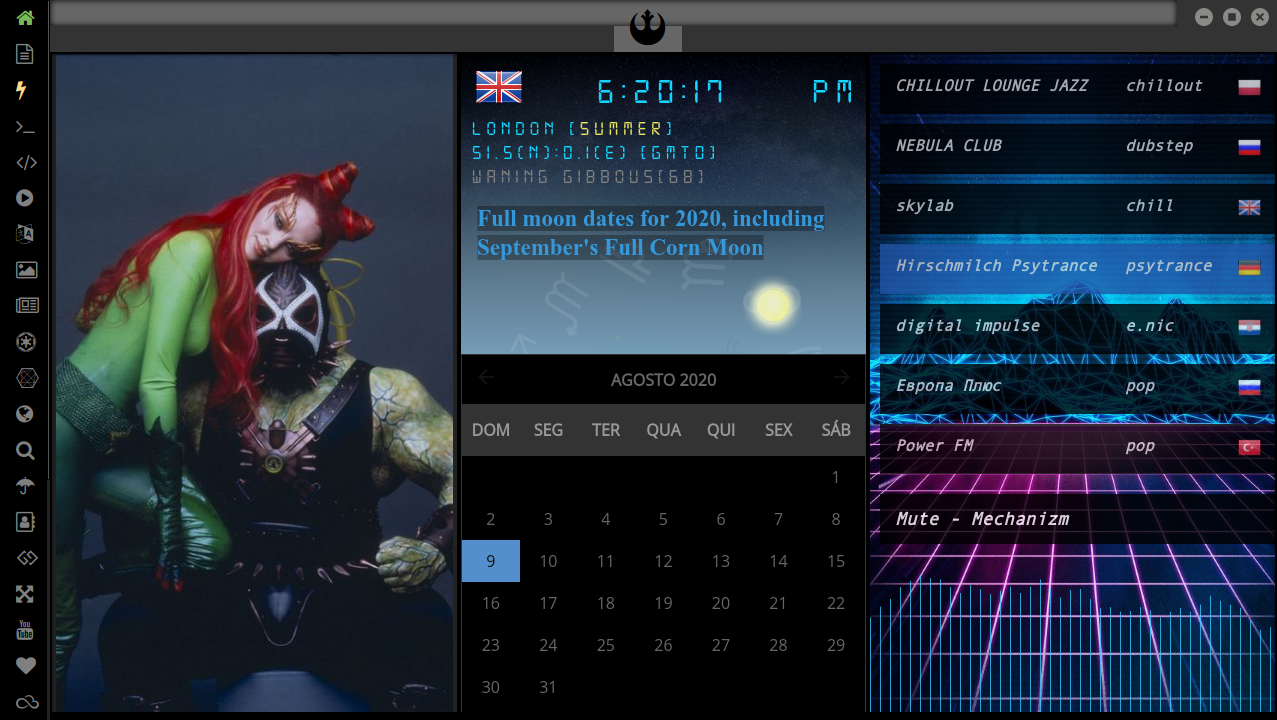 6:20:17 PM
LONDON (SUMMER)
51.5(N):0.1(E) [GMT0]
WANING GIBBOUS(68)
Full moon dates for 2020, including
September's Full Corn Moon
AGOSTO 2020
DOM SEG TER QUA QUI SEX SÁB
1
2 3 4 5 6 7 8
9 10 11 12 13 14 15
16 17 18 19 20 21 22
23 24 25 26 27 28 29
30 31
CHILLOUT LOUNGE JAZZ chillout
NEBULA CLUB dubstep
skylab chill
Hirschmilch Psytrance psytrance
digital impulse e.nic
Европа Плюс pop
Power FM pop
Mute - Mechanizm
You
Tube